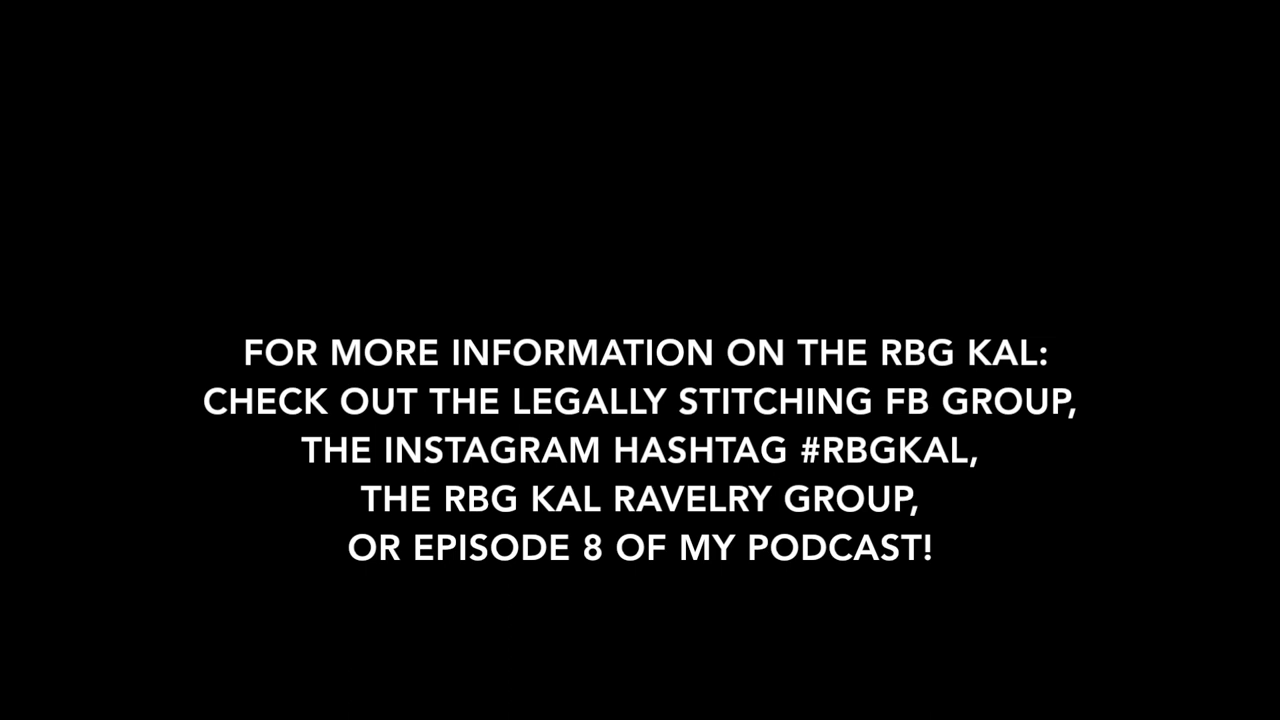 FOR MORE INFORMATION ON THE RBG KAL:
CHECK OUT THE LEGALLY STITCHING FB GROUP,
THE INSTAGRAM HASHTAG #RBGKAL,
THE RBG KAL RAVELRY GROUP,
OR EPISODE 8 OF MY PODCAST!